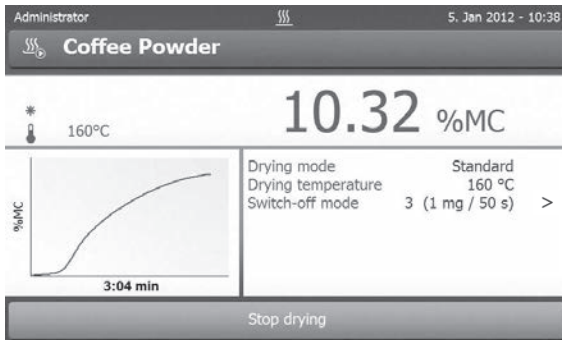 Administrator 5. Jan 2012 - 10:38
Coffee Powder
160°C
10.32 %MC
%MC
3:04 min
Drying mode Standard
Drying temperature 160 °C
Switch-off mode 3 (1 mg / 50 s) >
Stop drying